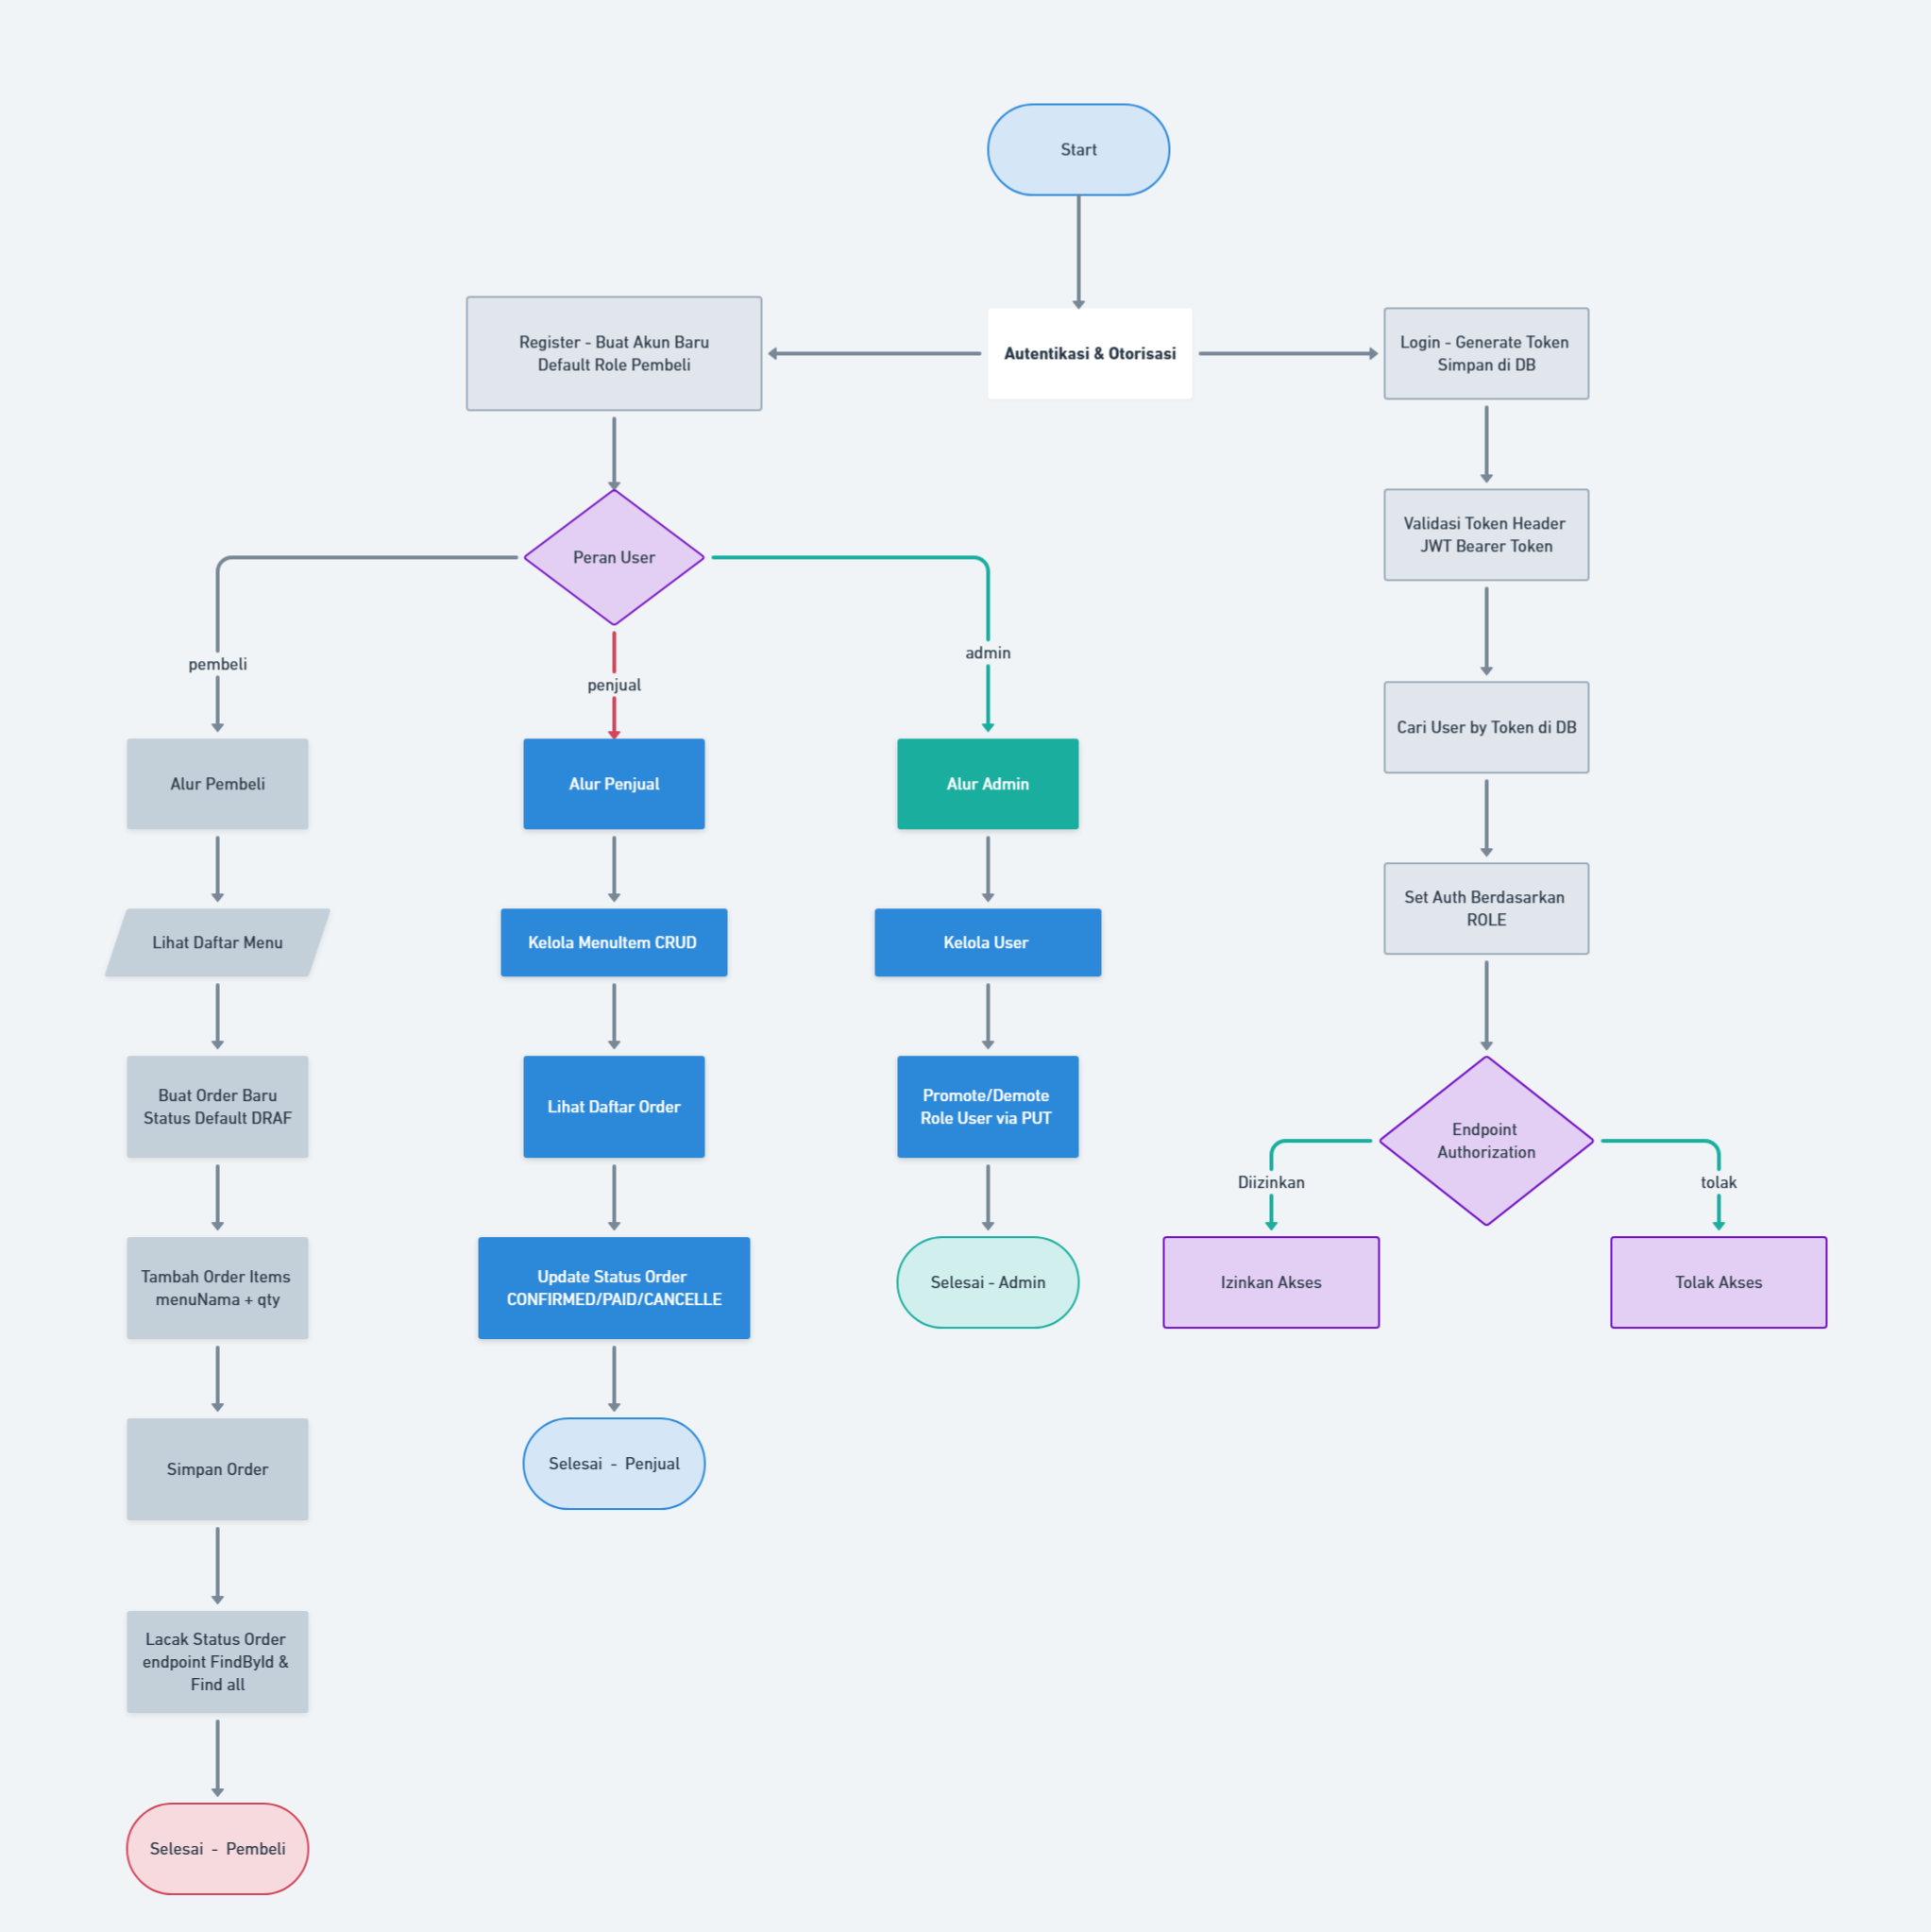 Start
Register - Buat Akun Baru
Default Role Pembeli
Autentikasi & Otorisasi
Login - Generate Token
Simpan di DB
Validasi Token Header
JWT Bearer Token
Peran User
pembeli
penjual
admin
Cari User by Token di DB
Alur Pembeli
Alur Penjual
Alur Admin
Set Auth Berdasarkan
ROLE
Lihat Daftar Menu
Kelola MenuItem CRUD
Kelola User
Buat Order Baru
Status Default DRAF
Lihat Daftar Order
Promote/Demote
Role User via PUT
Endpoint
Authorization
Diizinkan
tolak
Tambah Order Items
menuNama + qty
Update Status Order
CONFIRMED/PAID/CANCELLE
Selesai - Admin
Izinkan Akses
Tolak Akses
Simpan Order
Selesai - Penjual
Lacak Status Order
endpoint FindById &
Find all
Selesai - Pembeli